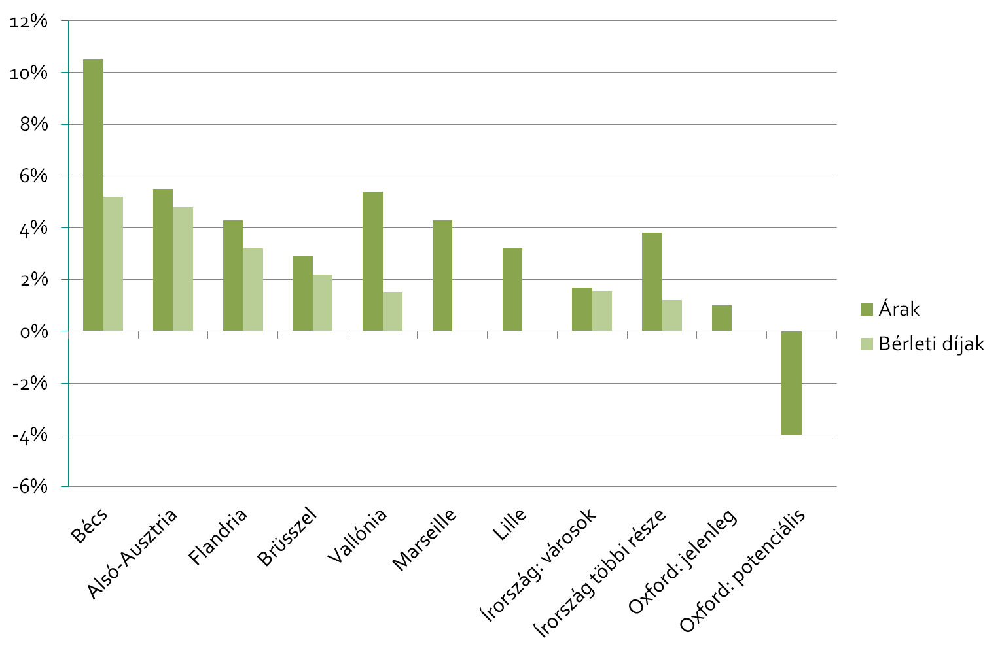 12%
10%
8%
6%
4%
2%
0%
-2%
-4%
-6%
Bécs
Alsó-Ausztria
Flandria
Brüsszel
Vallónia
Marseille
Lille
Írország: városok
Írország többi része
Oxford: jelenleg
Oxford: potenciális
Árak
Bérleti díjak